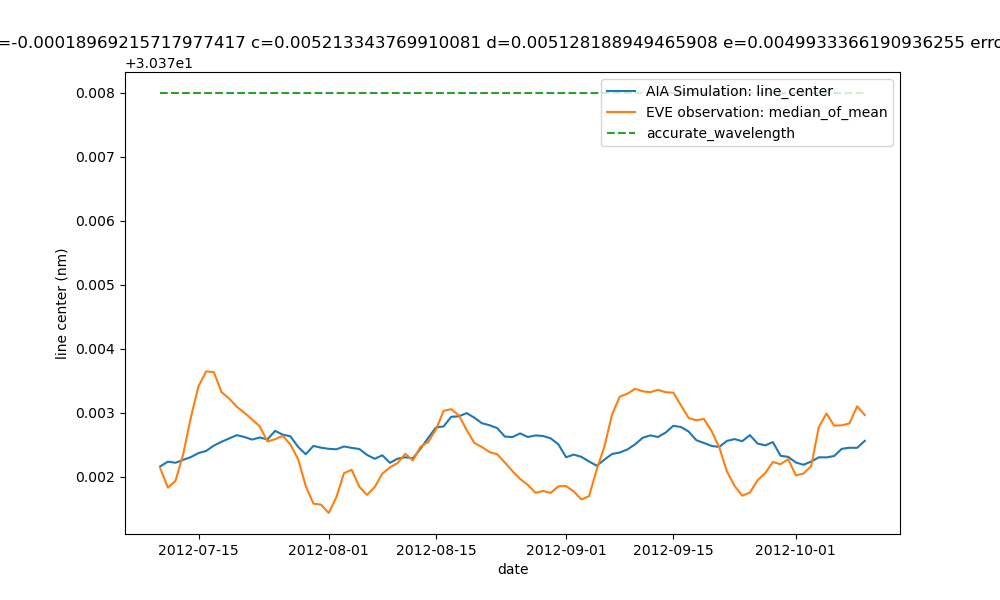 =-0.00018969215717977417 c=0.005213343769910081 d=0.005128188949465908 e=0.0049933366190936255 erro
+3.037e1
0.008
0.007
0.006
0.005
0.004
0.003
0.002
line center (nm)
AIA Simulation: line_center
EVE observation: median_of_mean
accurate_wavelength
2012-07-15 2012-08-01 2012-08-15 2012-09-01 2012-09-15 2012-10-01
date